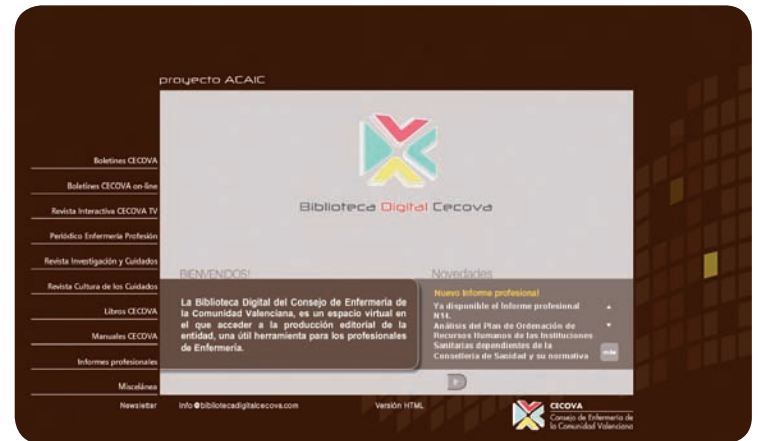 proyecto ACAIC
Boletines CECOVA
Boletines CECOVA on-line
Revista Interactiva CECOVA TV
Periódico Enfermería Profesión
Revista Investigación y Cuidados
Revista Cultura de los Cuidados
Libros CECOVA
Manuales CECOVA
Informes profesionales
Miscelánea
Newsletter
Biblioteca Digital Cecova
BIENVENIDOS!
La Biblioteca Digital del Consejo de Enfermería de
la Comunidad Valenciana, es un espacio virtual en
el que acceder a la producción editorial de la
entidad, una útil herramienta para los profesionales
de Enfermería.
Novedades
Nuevo Informe profesional
Ya disponible el Informe profesional
N14.
Análisis del Plan de Ordenación de
Recursos Humanos de las Instituciones
Sanitarias dependientes de la
Conselleria de Sanidad y su normativa
más
info@bibliotecadigitalcecova.com
Versión HTML
CECOVA
Consejo de Enfermería de
la Comunidad Valenciana